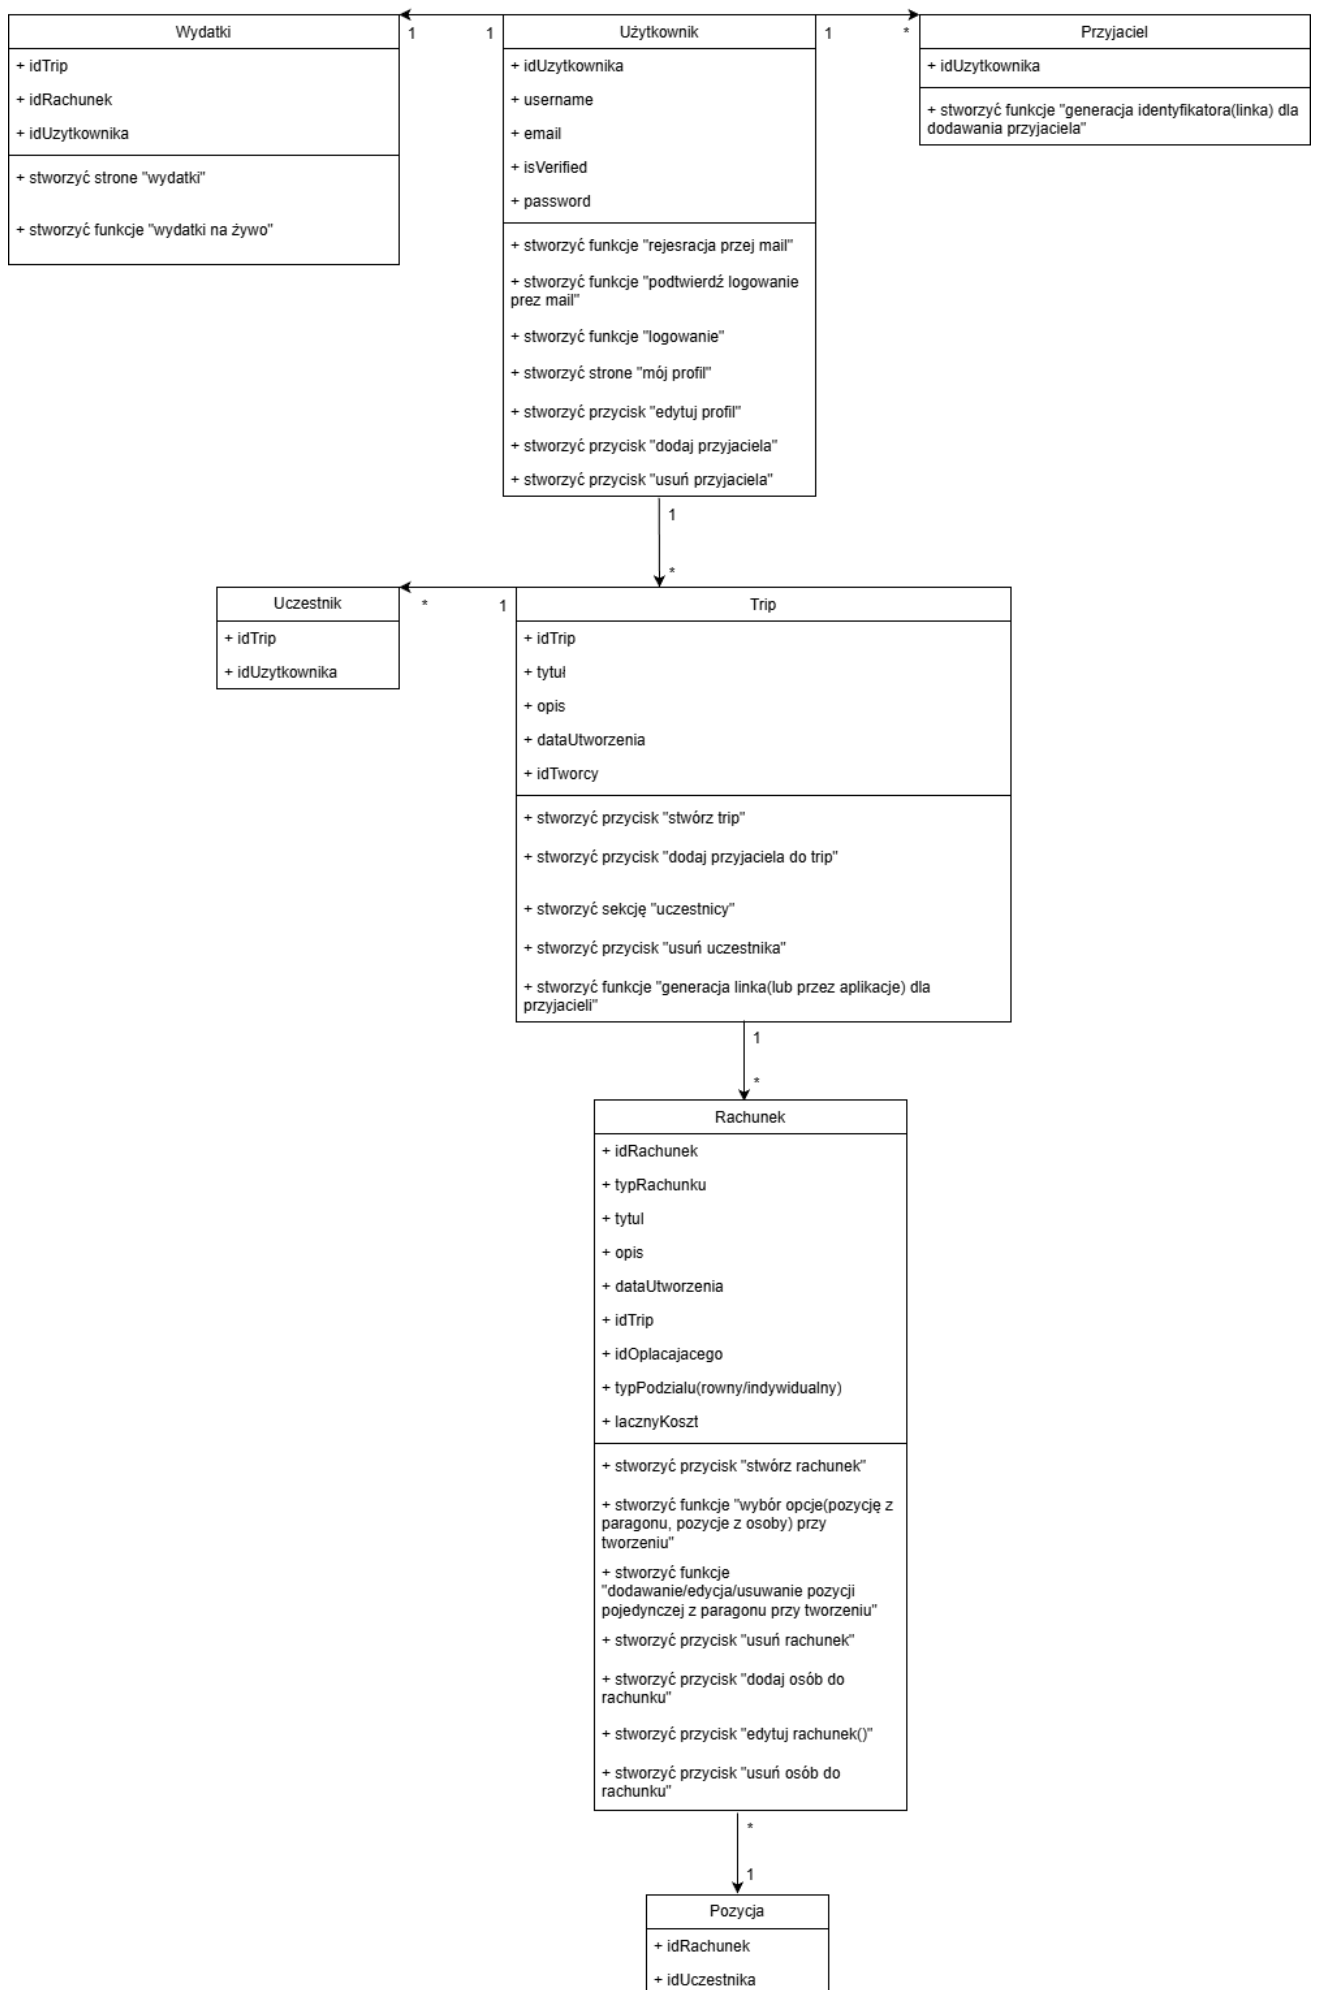 Wydatki
+ idTrip
+ idRachunek
+ idUzytkownika
+ stworzyć strone "wydatki"
+ stworzyć funkcje "wydatki na żywo"
1
1
Użytkownik
+ idUzytkownika
+ username
+ email
+ isVerified
+ password
+ stworzyć funkcje "rejesracja przej mail"
+ stworzyć funkcje "podtwierdź logowanie
prez mail"
+ stworzyć funkcje "logowanie"
+ stworzyć strone "mój profil"
+ stworzyć przycisk "edytuj profil"
+ stworzyć przycisk "dodaj przyjaciela"
+ stworzyć przycisk "usuń przyjaciela"
1
*
Przyjaciel
+ idUzytkownika
+ stworzyć funkcje "generacja identyfikatora(linka) dla
dodawania przyjaciela"
1
*
Uczestnik
+ idTrip
+ idUzytkownika
*
1
Trip
+ idTrip
+ tytuł
+ opis
+ dataUtworzenia
+ idTworcy
+ stworzyć przycisk "stwórz trip"
+ stworzyć przycisk "dodaj przyjaciela do trip"
+ stworzyć sekcję "uczestnicy"
+ stworzyć przycisk "usuń uczestnika"
+ stworzyć funkcje "generacja linka(lub przez aplikacje) dla
przyjacieli"
1
*
Rachunek
+ idRachunek
+ typRachunku
+ tytul
+ opis
+ dataUtworzenia
+ idTrip
+ idOplacajacego
+ typPodzialu(rowny/indywidualny)
+ lacznyKoszt
+ stworzyć przycisk "stwórz rachunek"
+ stworzyć funkcje "wybór opcje(pozycję z
paragonu, pozycje z osoby) przy
tworzeniu"
+ stworzyć funkcje
"dodawanie/edycja/usuwanie pozycji
pojedynczej z paragonu przy tworzeniu"
+ stworzyć przycisk "usuń rachunek"
+ stworzyć przycisk "dodaj osób do
rachunku"
+ stworzyć przycisk "edytuj rachunek()"
+ stworzyć przycisk "usuń osób do
rachunku"
*
1
Pozycja
+ idRachunek
+ idUczestnika